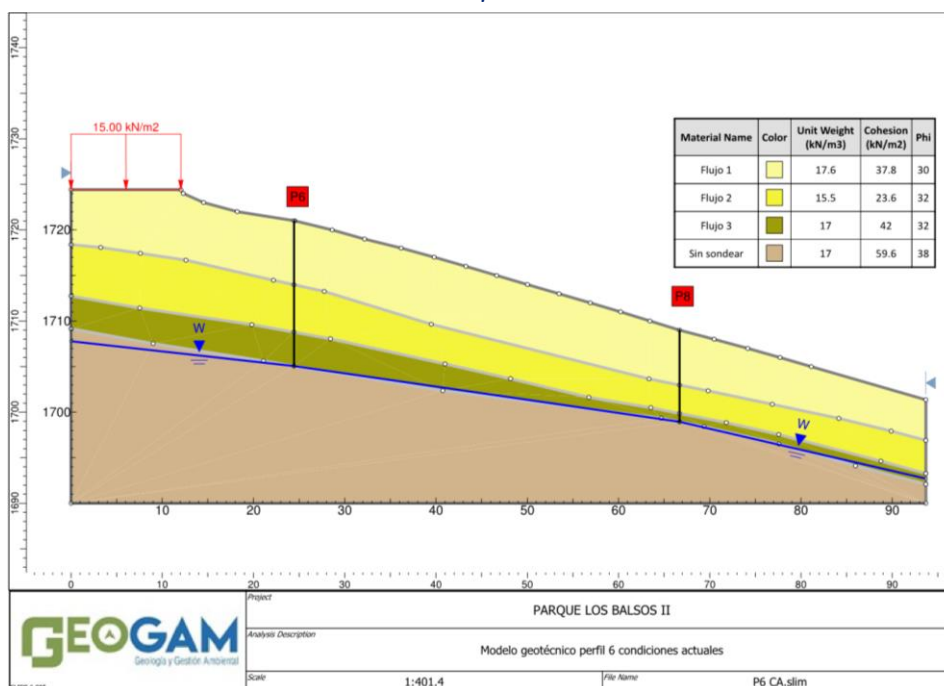 1740
1730
1720
1710
1700
1690
15.00 kN/m2
P6
P8
W
W
1720
1710
1700
0 10 20 30 40 50 60 70 80 90
Material Name Color Unit Weight (kN/m3) Cohesion (kN/m2) Phi
Flujo 1 17.6 37.8 30
Flujo 2 15.5 23.6 32
Flujo 3 17 42 32
Sin sondear 17 59.6 38
0 10 20 30 40 50 60 70 80 90
GEOGAM
Geología y Gestión Ambiental
Project
PARQUE LOS BALSOS II
Analysis Description
Modelo geotécnico perfil 6 condiciones actuales
Scale
1:401.4
File Name
P6 CA.slim